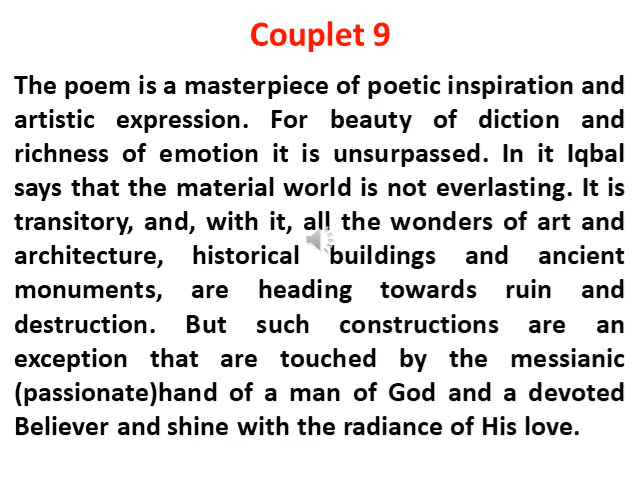 Couplet 9
The poem is a masterpiece of poetic inspiration and
artistic expression. For beauty of diction and
richness of emotion it is unsurpassed. In it Iqbal
says that the material world is not everlasting. It is
transitory, and, with it, all the wonders of art and
architecture, historical buildings and ancient
monuments, are heading towards ruin and
destruction. But such constructions are an
exception that are touched by the messianic
(passionate)hand of a man of God and a devoted
Believer and shine with the radiance of His love.